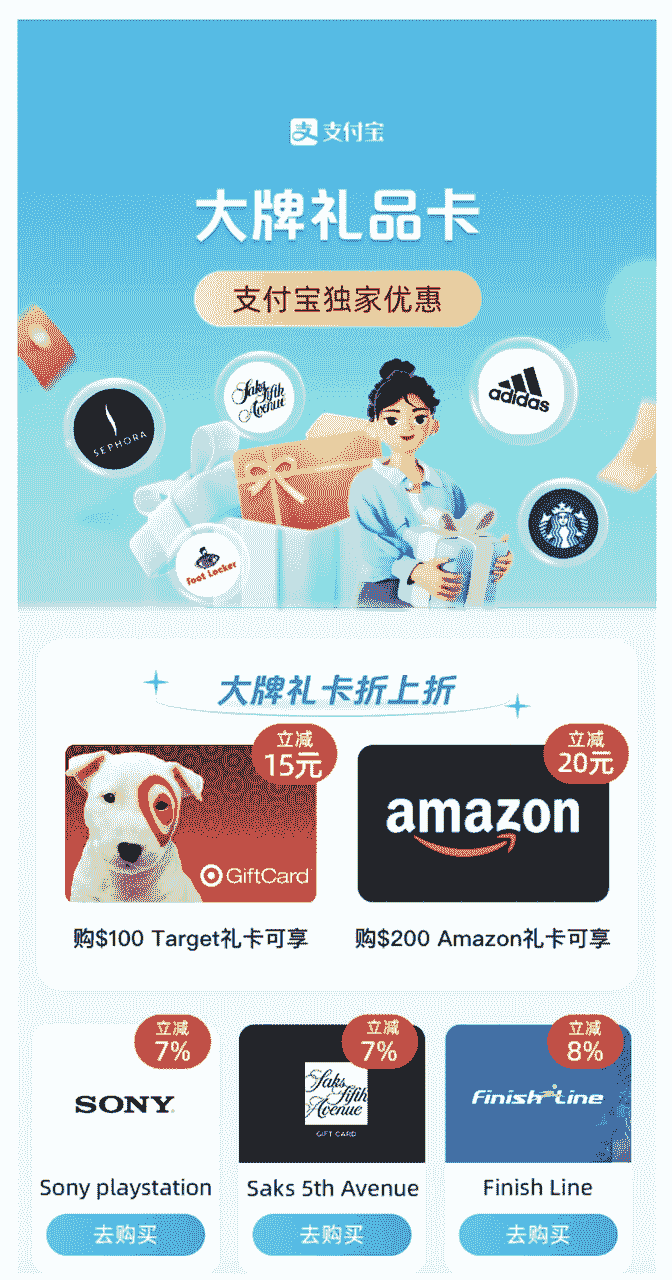 支付宝
大牌礼品卡
支付宝独家优惠
adidas
Saks
Fifth
Avenue
SEPHORA
Foot Locker
大牌礼卡折上折
立减
15元
立减
20元
amazon
GiftCard
购$100 Target礼卡可享
购$200 Amazon礼卡可享
立减
7%
立减
7%
立减
8%
SONY
Saks
Fifth
Avenue
GIFT CARD
Finish Line
Sony playstation
Saks 5th Avenue
Finish Line
去购买
去购买
去购买